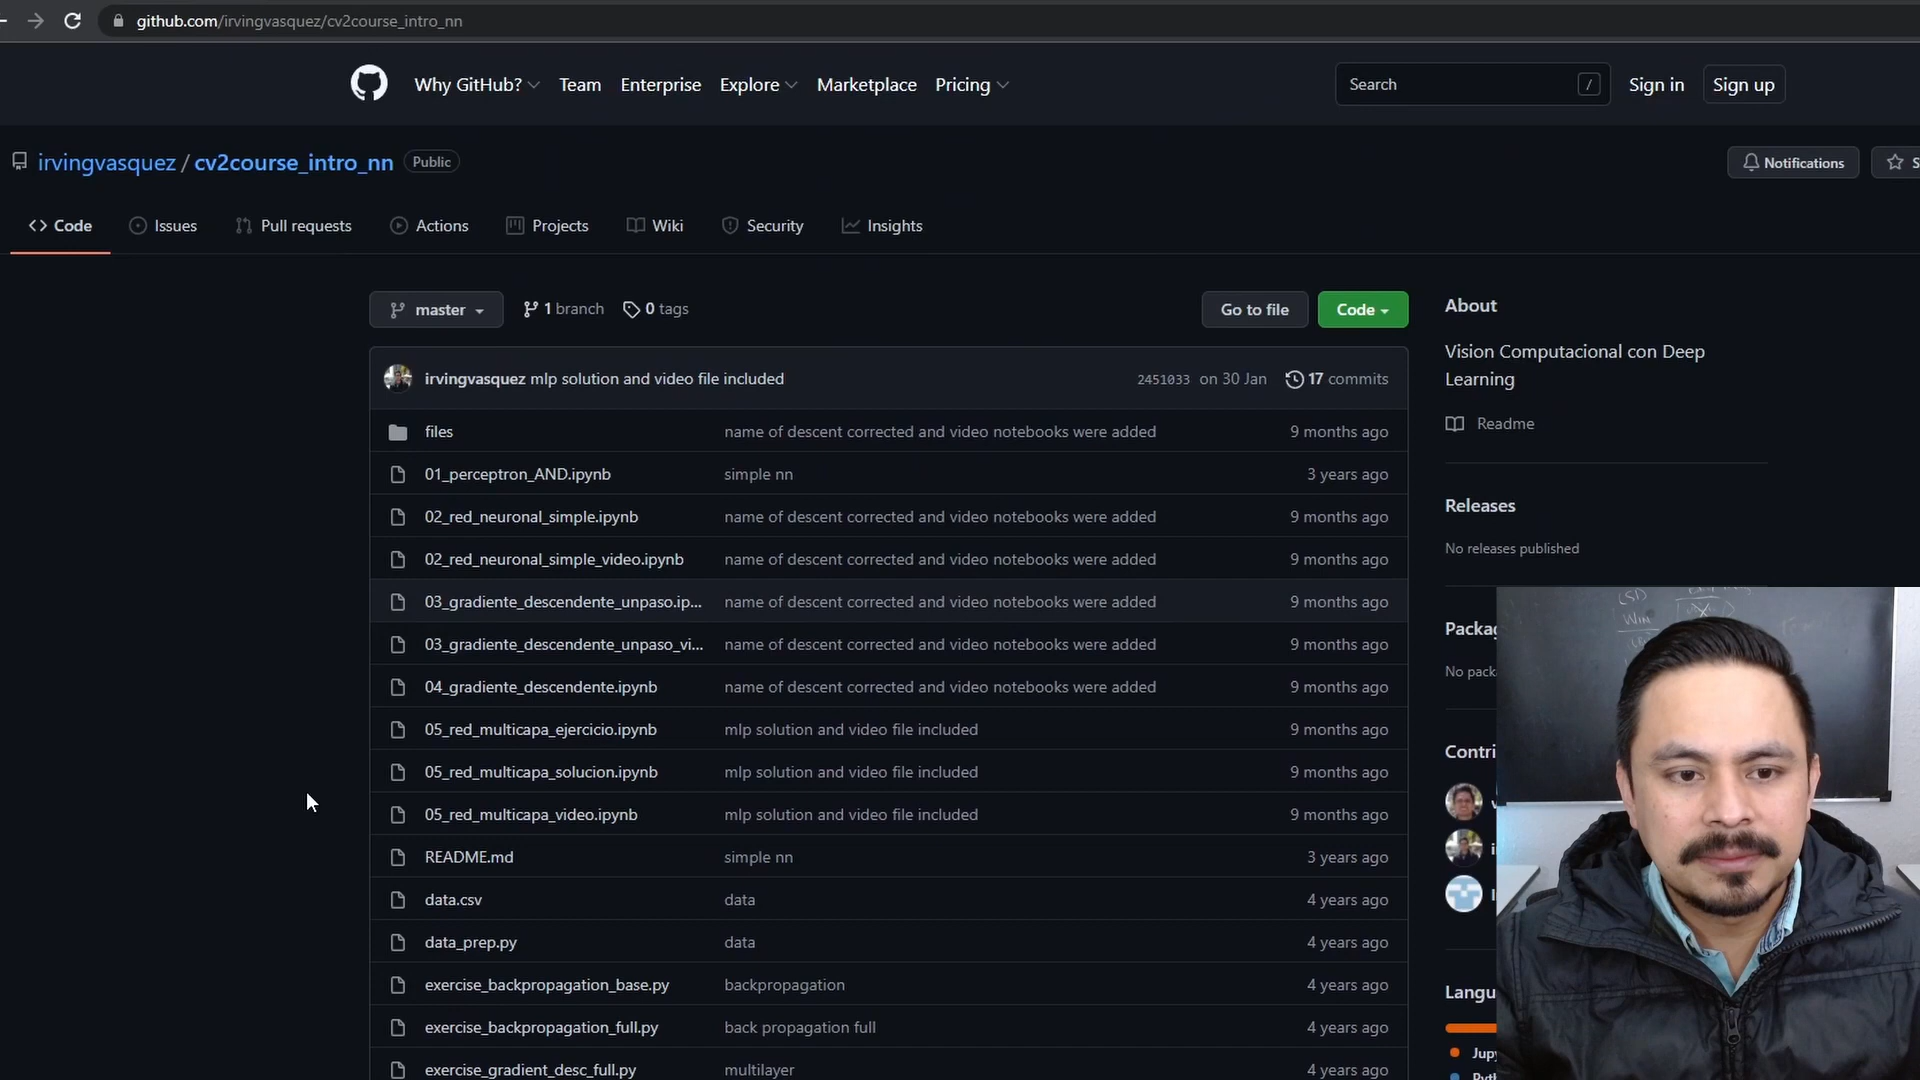 github.com/irvingvasquez/cv2course_intro_nn
Why GitHub? Team Enterprise Explore Marketplace Pricing Search / Sign in Sign up
irvingvasquez / cv2course_intro_nn Public Notifications
Code Issues Pull requests Actions Projects Wiki Security Insights
master 1 branch 0 tags Go to file Code
irvingvasquez mlp solution and video file included 2451033 on 30 Jan 17 commits
files name of descent corrected and video notebooks were added 9 months ago
01_perceptron_AND.ipynb simple nn 3 years ago
02_red_neuronal_simple.ipynb name of descent corrected and video notebooks were added 9 months ago
02_red_neuronal_simple_video.ipynb name of descent corrected and video notebooks were added 9 months ago
03_gradiente_descendente_unpaso.ip... name of descent corrected and video notebooks were added 9 months ago
03_gradiente_descendente_unpaso_vi... name of descent corrected and video notebooks were added 9 months ago
04_gradiente_descendente.ipynb name of descent corrected and video notebooks were added 9 months ago
05_red_multicapa_ejercicio.ipynb mlp solution and video file included 9 months ago
05_red_multicapa_solucion.ipynb mlp solution and video file included 9 months ago
05_red_multicapa_video.ipynb mlp solution and video file included 9 months ago
README.md simple nn 3 years ago
data.csv data 4 years ago
data_prep.py data 4 years ago
exercise_backpropagation_base.py backpropagation 4 years ago
exercise_backpropagation_full.py back propagation full 4 years ago
exercise_gradient_desc_full.py multilayer 4 years ago
About
Vision Computacional con Deep
Learning
Readme
Releases
No releases published
Packag
No pack
Contri
Langu
Jupy